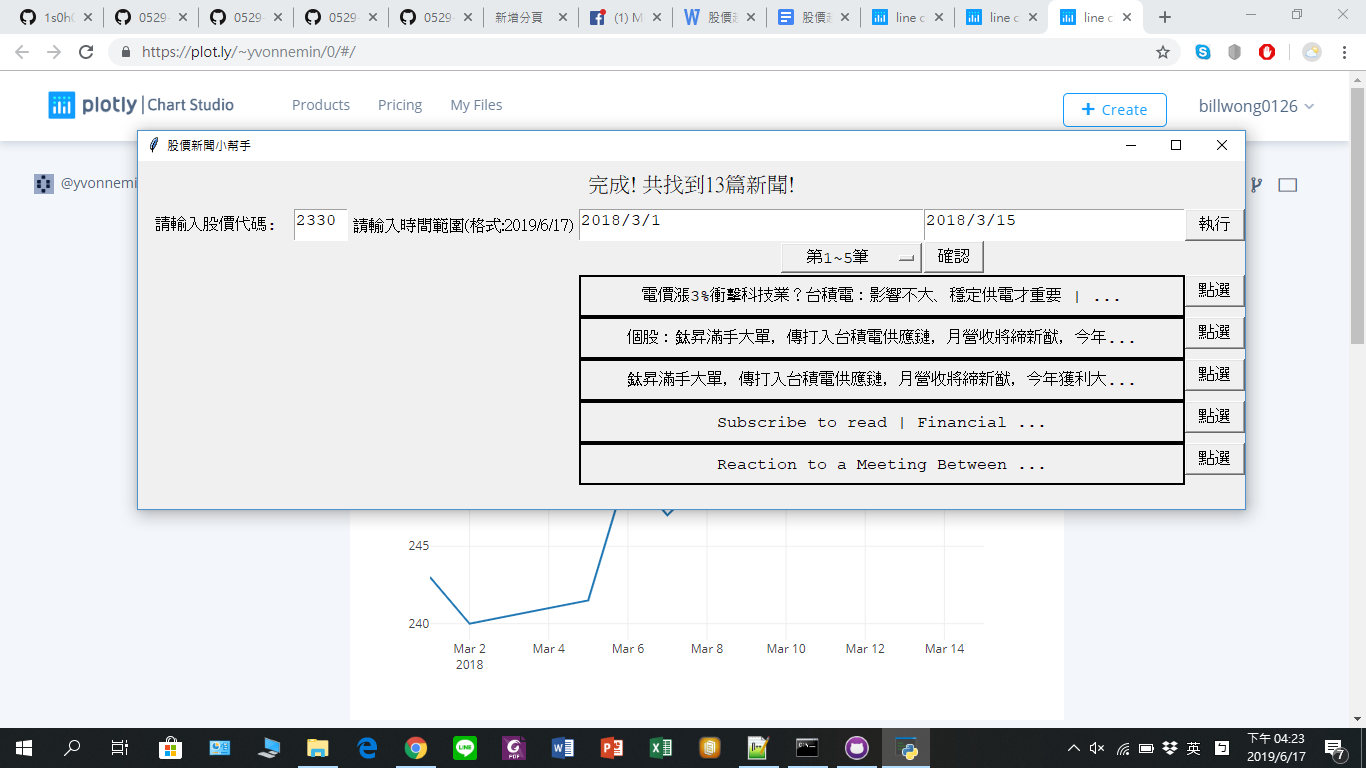 1s0h
0529-
0529-
0529-
0529-
新增分頁
(1) M
股價
股價
line c
line c
line c
https://plot.ly/~yvonnemin/0/#/
plotly | Chart Studio
Products
Pricing
My Files
+ Create
billwong0126
股價新聞小幫手
@yvonnemi
完成! 共找到13篇新聞!
請輸入股價代碼：
2330
請輸入時間範圍(格式:2019/6/17)
2018/3/1
2018/3/15
執行
第1~5筆
確認
電價漲3%衝擊科技業？台積電：影響不大、穩定供電才重要 | ...
點選
個股：鈦昇滿手大單，傳打入台積電供應鏈，月營收將締新猷，今年...
點選
鈦昇滿手大單，傳打入台積電供應鏈，月營收將締新猷，今年獲利大...
點選
Subscribe to read | Financial ...
點選
Reaction to a Meeting Between ...
點選
245
240
Mar 2
2018
Mar 4
Mar 6
Mar 8
Mar 10
Mar 12
Mar 14
英
下午 04:23
2019/6/17
7